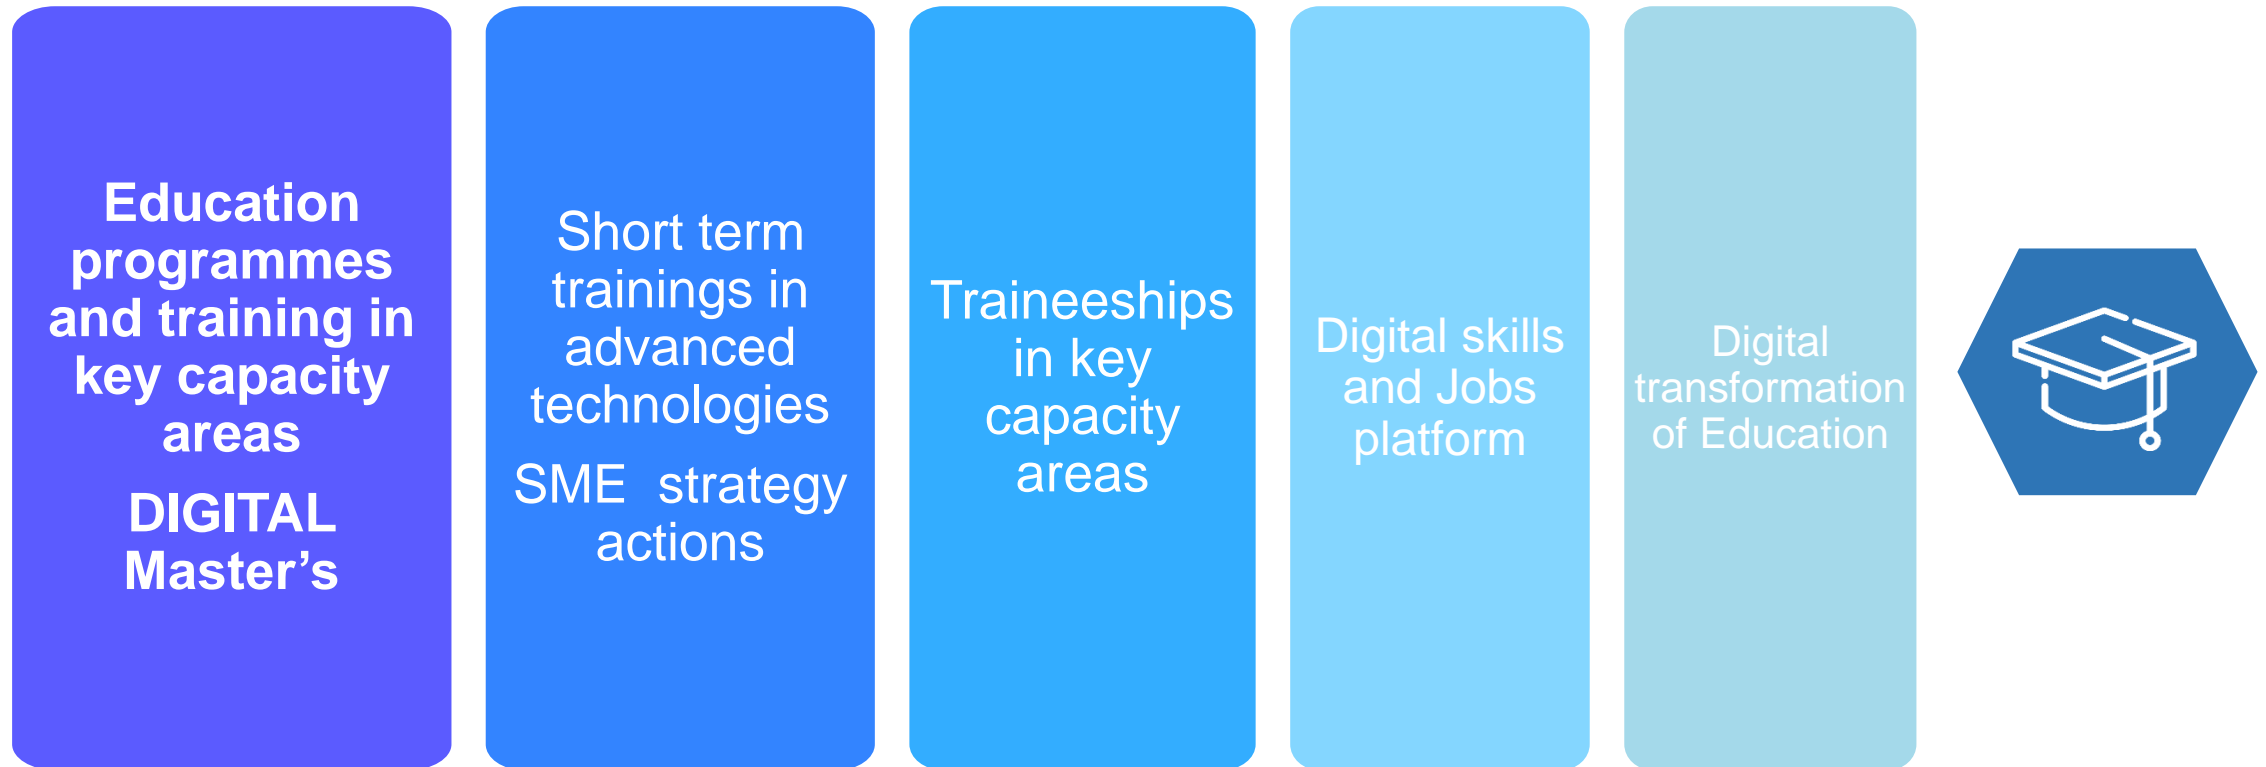 Education
programmes
and training in
key capacity
areas
DIGITAL
Master’s
Short term
trainings in
advanced
technologies
SME  strategy
actions
Traineeships
in key
capacity
areas
Digital skills
and Jobs
platform
Digital
transformation
of Education